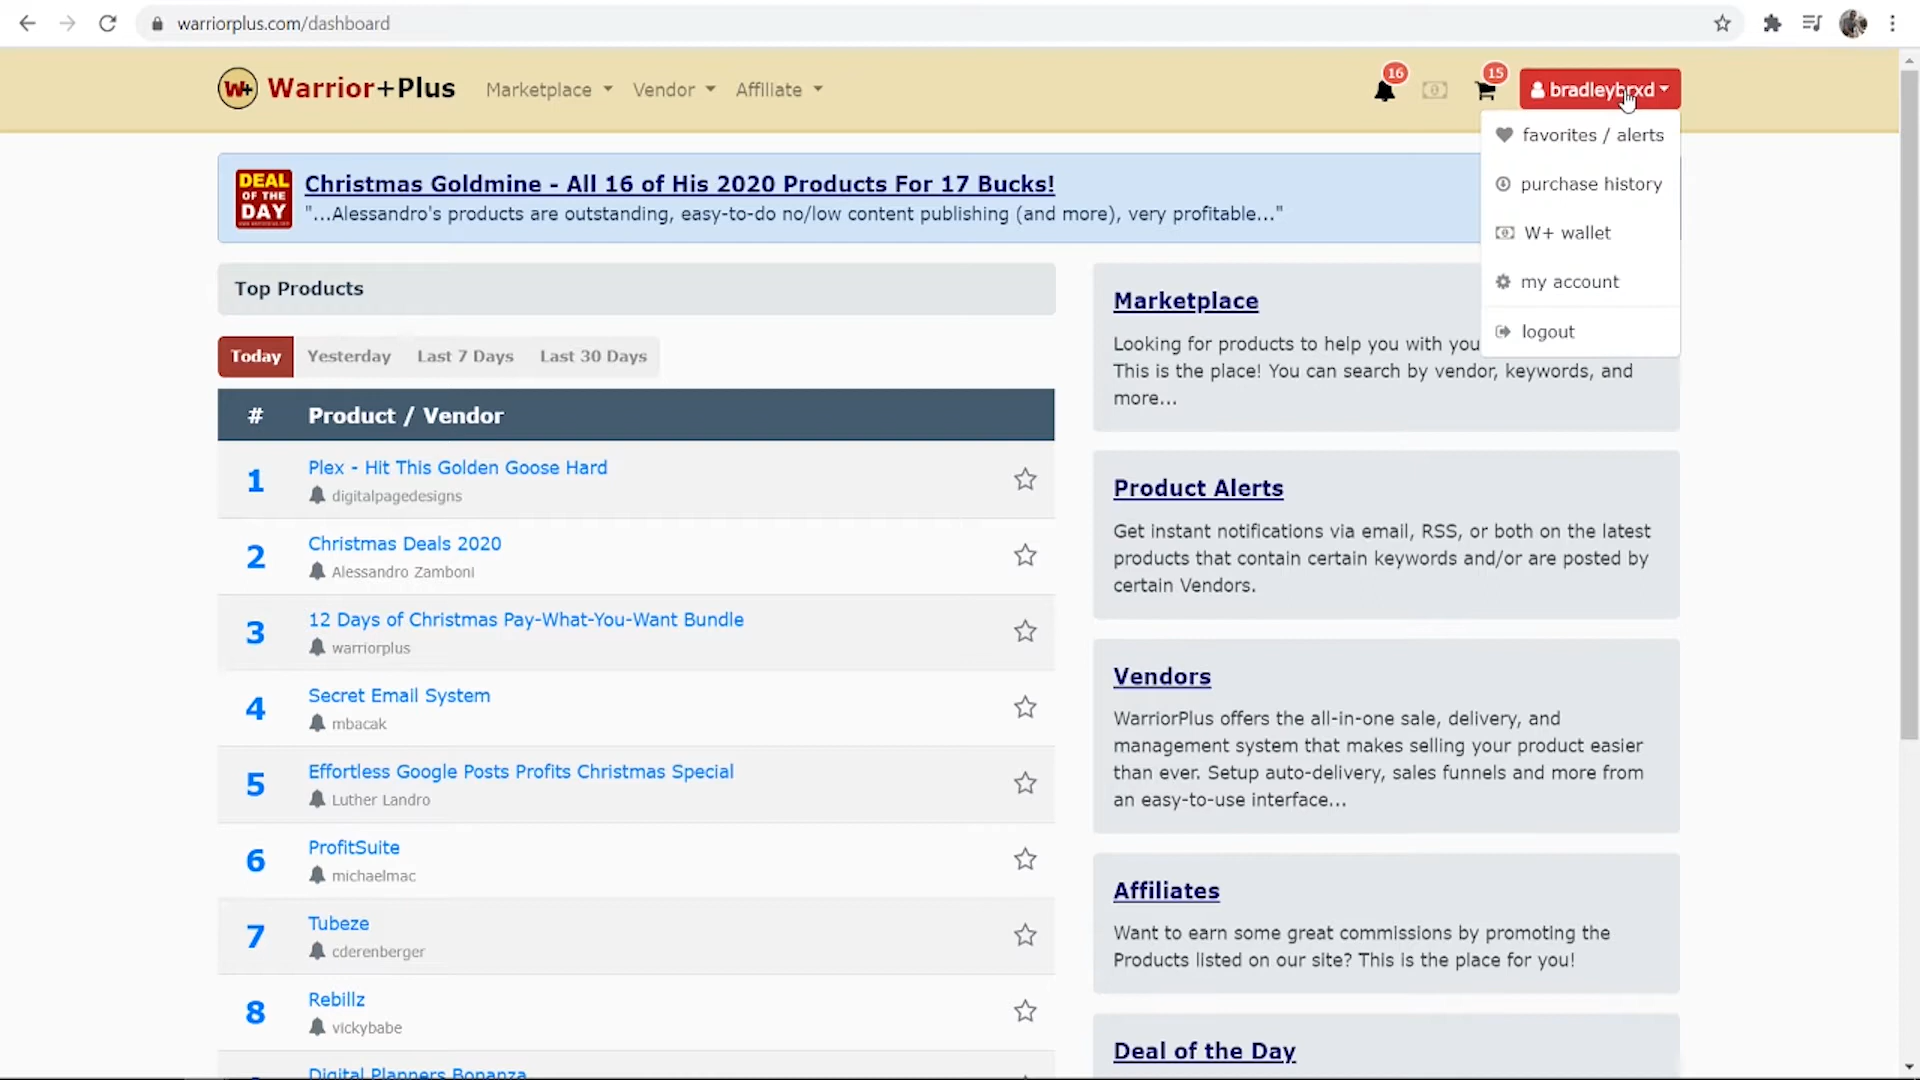 warriorplus.com/dashboard
W+ Warrior+Plus Marketplace Vendor Affiliate 16 15 bradleybrxd
favorites / alerts
purchase history
W+ wallet
my account
logout
DEAL
OF THE
DAY
Christmas Goldmine - All 16 of His 2020 Products For 17 Bucks!
"...Alessandro's products are outstanding, easy-to-do no/low content publishing (and more), very profitable..."
Top Products
Today Yesterday Last 7 Days Last 30 Days
# Product / Vendor
1 Plex - Hit This Golden Goose Hard
digitalpagedesigns
2 Christmas Deals 2020
Alessandro Zamboni
3 12 Days of Christmas Pay-What-You-Want Bundle
warriorplus
4 Secret Email System
mbacak
5 Effortless Google Posts Profits Christmas Special
Luther Landro
6 ProfitSuite
michaelmac
7 Tubeze
cderenberger
8 Rebillz
vickybabe
Digital Planners Bonanza
Marketplace
Looking for products to help you with you
This is the place! You can search by vendor, keywords, and
more...
Product Alerts
Get instant notifications via email, RSS, or both on the latest
products that contain certain keywords and/or are posted by
certain Vendors.
Vendors
WarriorPlus offers the all-in-one sale, delivery, and
management system that makes selling your product easier
than ever. Setup auto-delivery, sales funnels and more from
an easy-to-use interface...
Affiliates
Want to earn some great commissions by promoting the
Products listed on our site? This is the place for you!
Deal of the Day